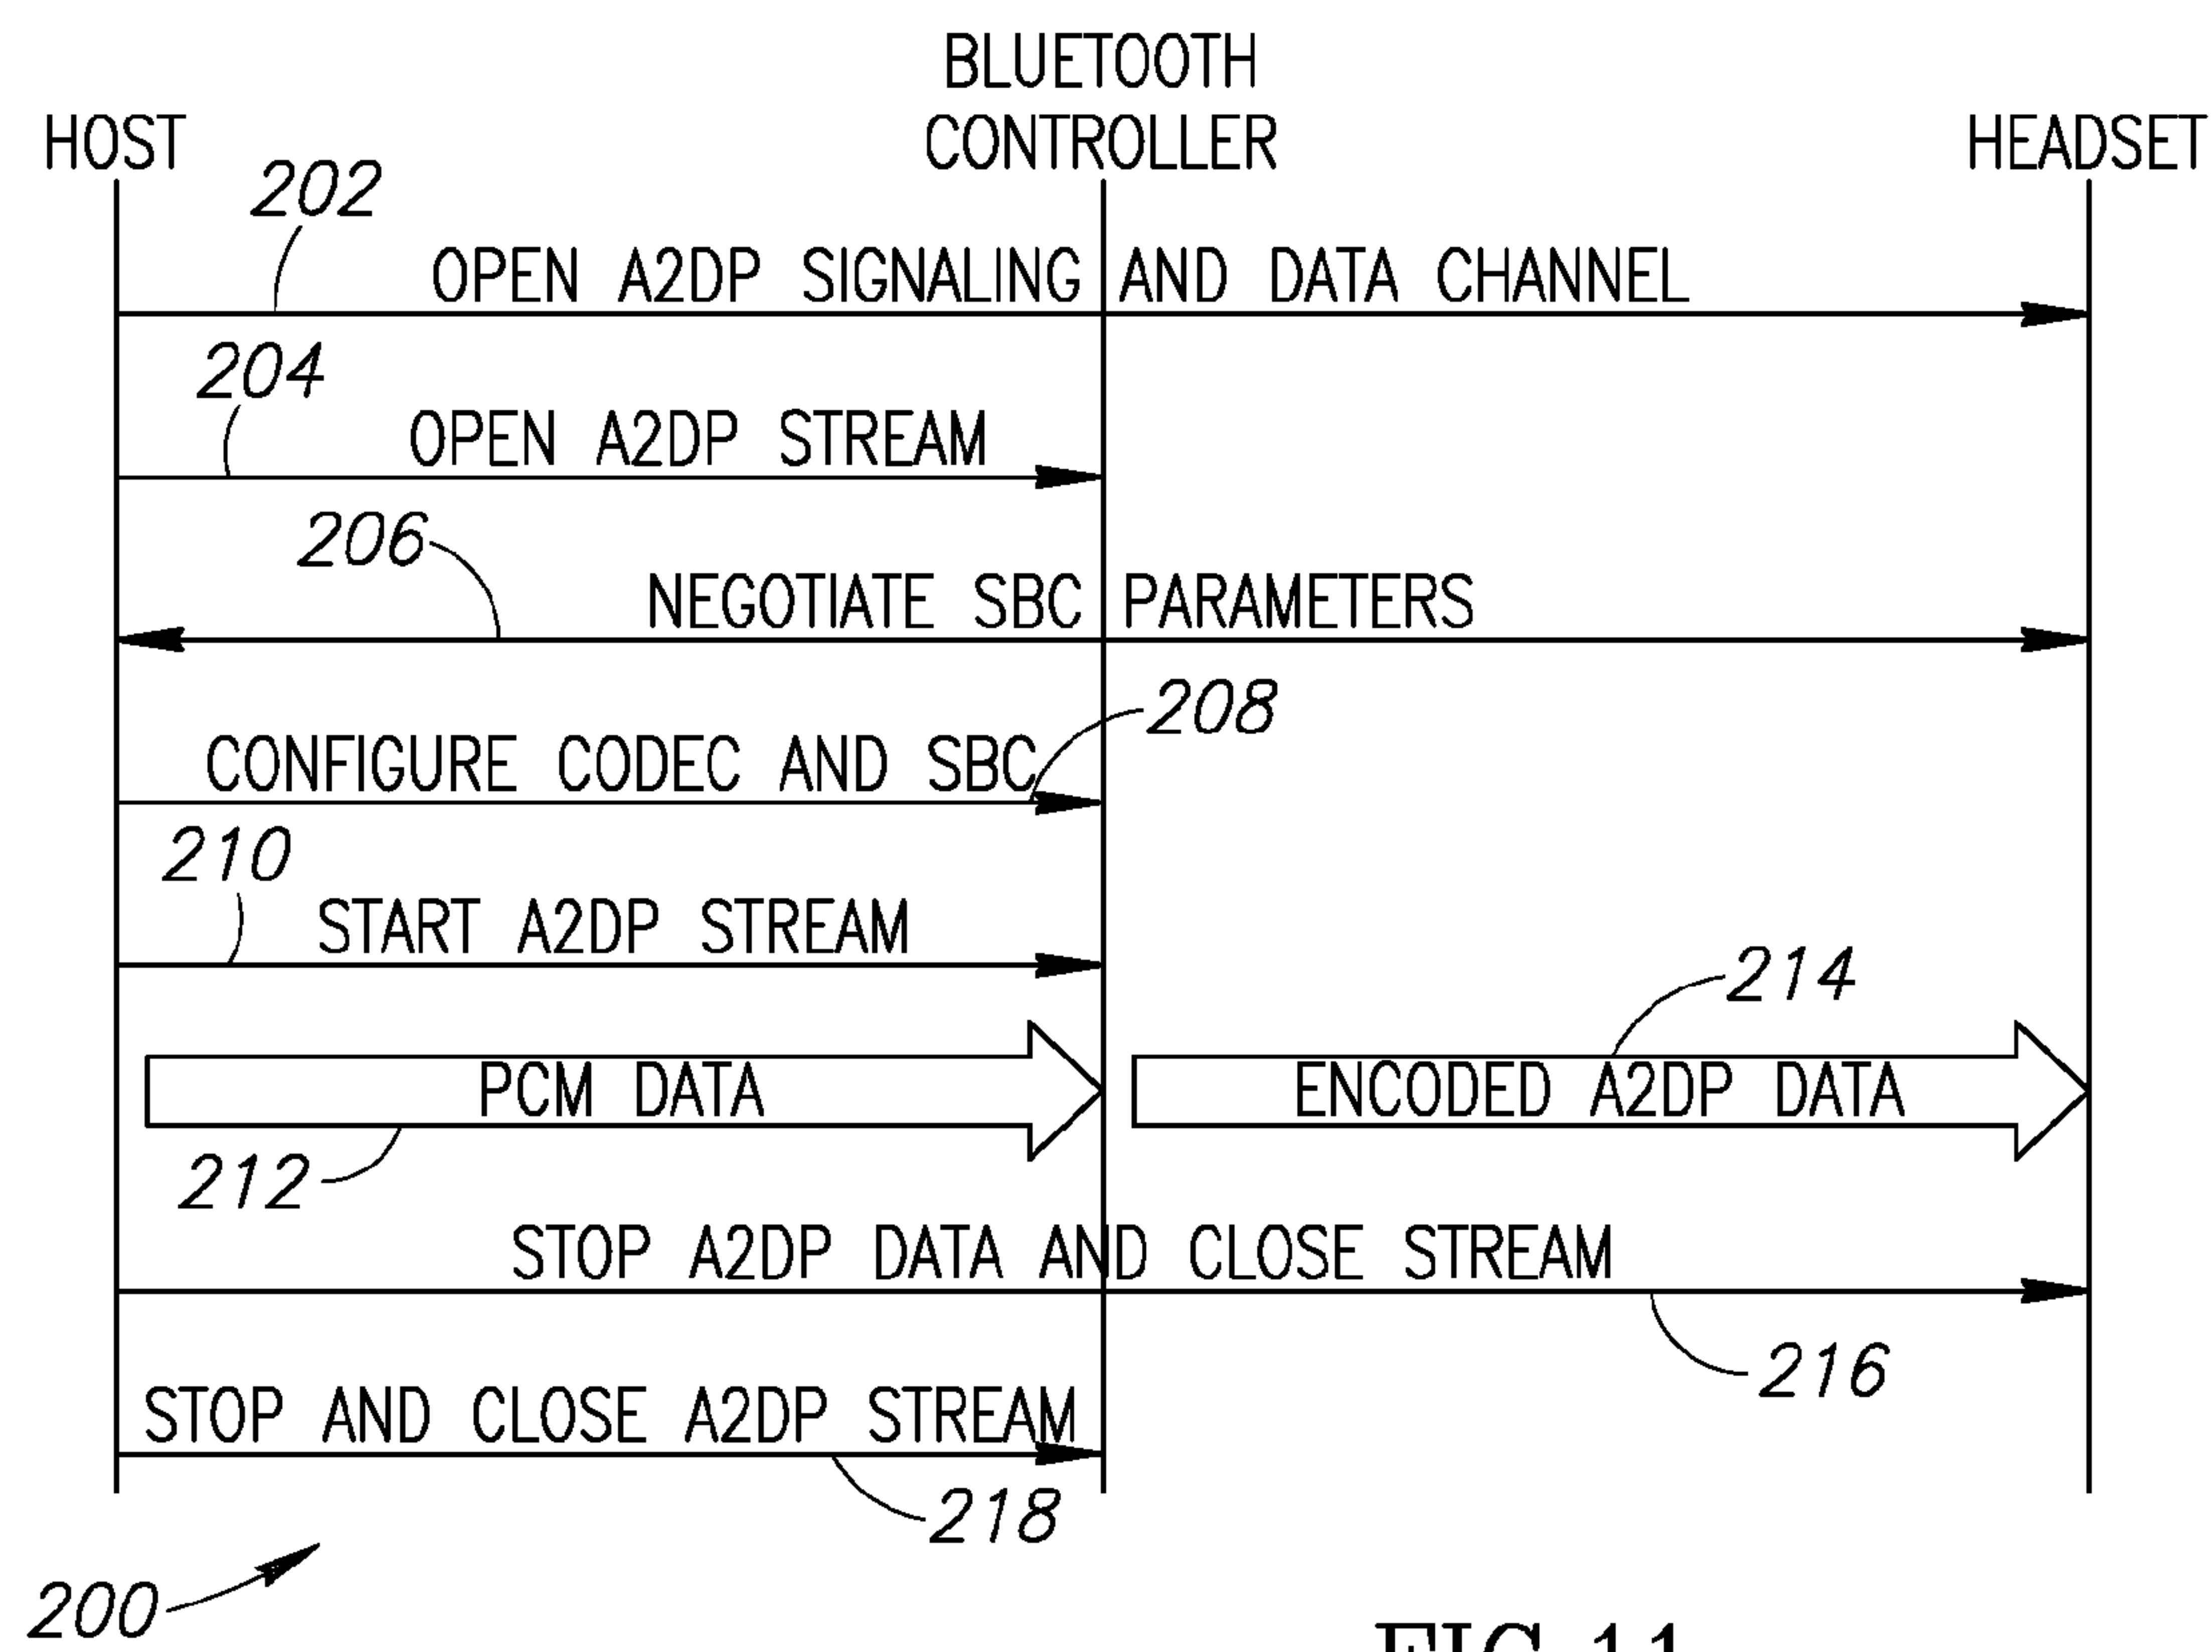 BLUETOOTH
HOST CONTROLLER HEADSET
202
OPEN A2DP SIGNALING AND DATA CHANNEL
204
OPEN A2DP STREAM
206
NEGOTIATE SBC PARAMETERS
208
CONFIGURE CODEC AND SBC
210
START A2DP STREAM
214
PCM DATA ENCODED A2DP DATA
212
STOP A2DP DATA AND CLOSE STREAM
216
STOP AND CLOSE A2DP STREAM
218
200
FIG. 11